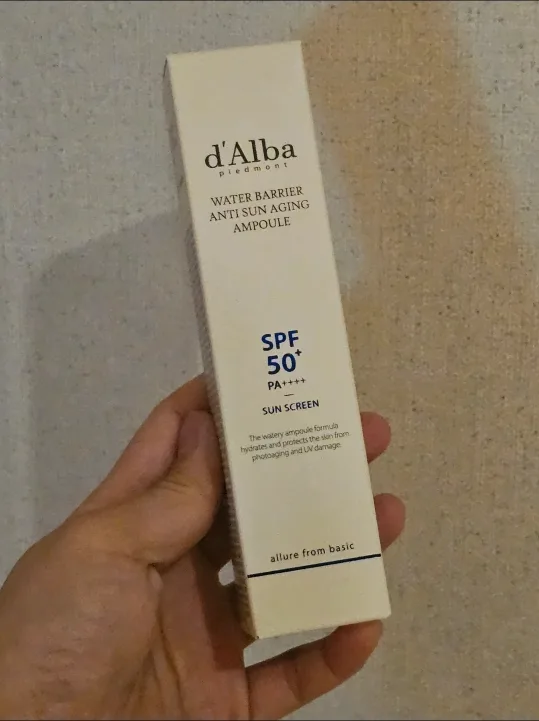 d'Alba
piedmont
WATER BARRIER
ANTI SUN AGING
AMPOULE
SPF
50+
PA++++
SUN SCREEN
The watery ampoule formula
hydrates and protects the skin from
photoaging and UV damage.
allure from basic